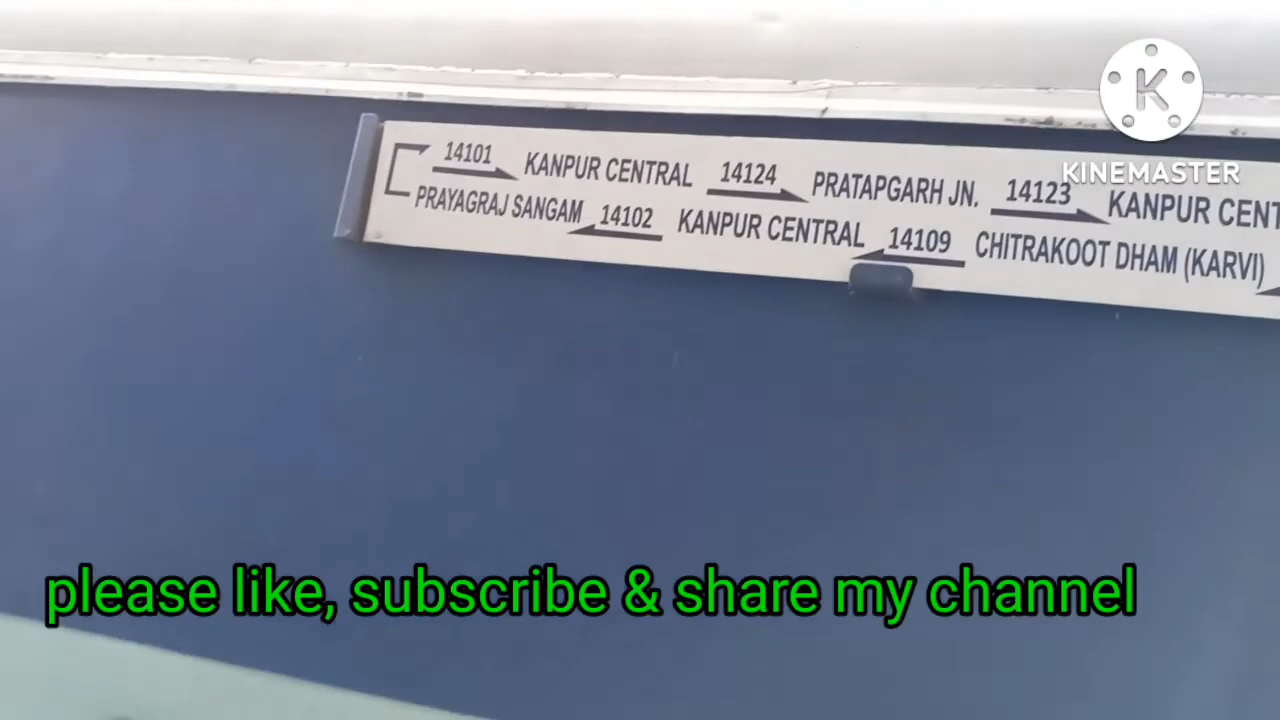 14101 KANPUR CENTRAL 14124 PRATAPGARH JN. 14123 KANPUR
PRAYAGRAJ SANGAM 14102 KANPUR CENTRAL 14109 CHITRAKOOT DHAM (KARVI)
K
KINEMASTER
please like, subscribe & share my channel